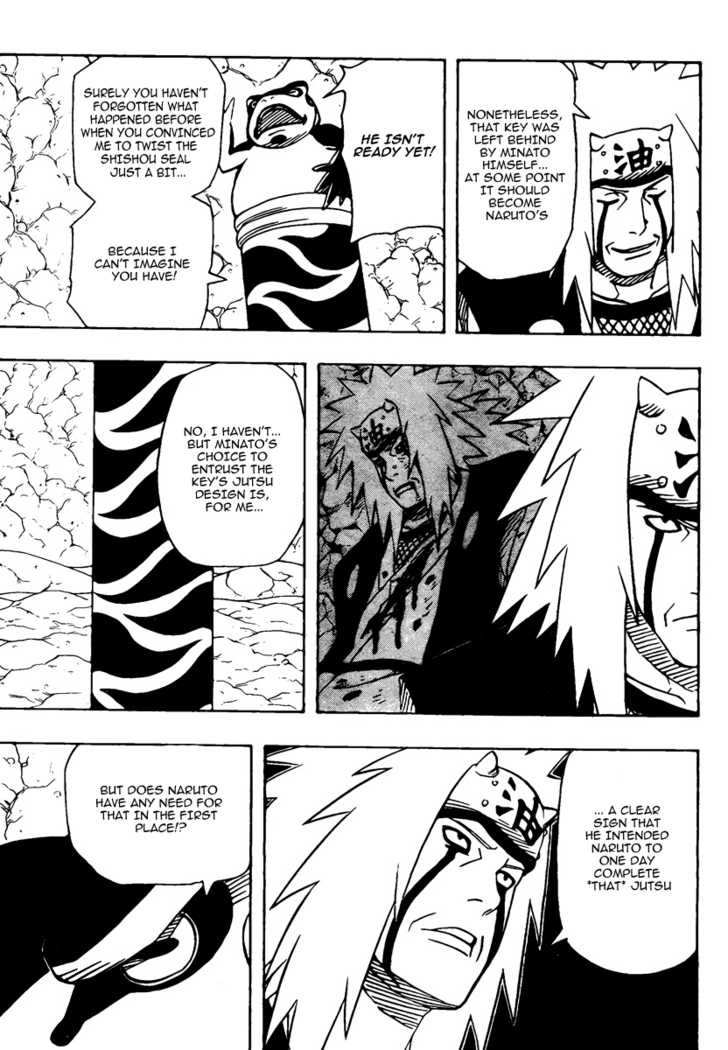 NONETHELESS,
THAT KEY WAS
LEFT BEHIND
BY MINATO
HIMSELF...
AT SOME POINT
IT SHOULD
BECOME
NARUTO'S
油
HE ISN'T
READY YET!
SURELY YOU HAVEN'T
FORGOTTEN WHAT
HAPPENED BEFORE
WHEN YOU CONVINCED
ME TO TWIST THE
SHISHOU SEAL
JUST A BIT...
BECAUSE I
CAN'T IMAGINE
YOU HAVE!
油
油
NO, I HAVEN'T...
BUT MINATO'S
CHOICE TO
ENTRUST THE
KEY'S JUTSU
DESIGN IS,
FOR ME...
... A CLEAR
SIGN THAT
HE INTENDED
NARUTO TO
ONE DAY
COMPLETE
*THAT* JUTSU
油
BUT DOES NARUTO
HAVE ANY NEED FOR
THAT IN THE FIRST
PLACE!?